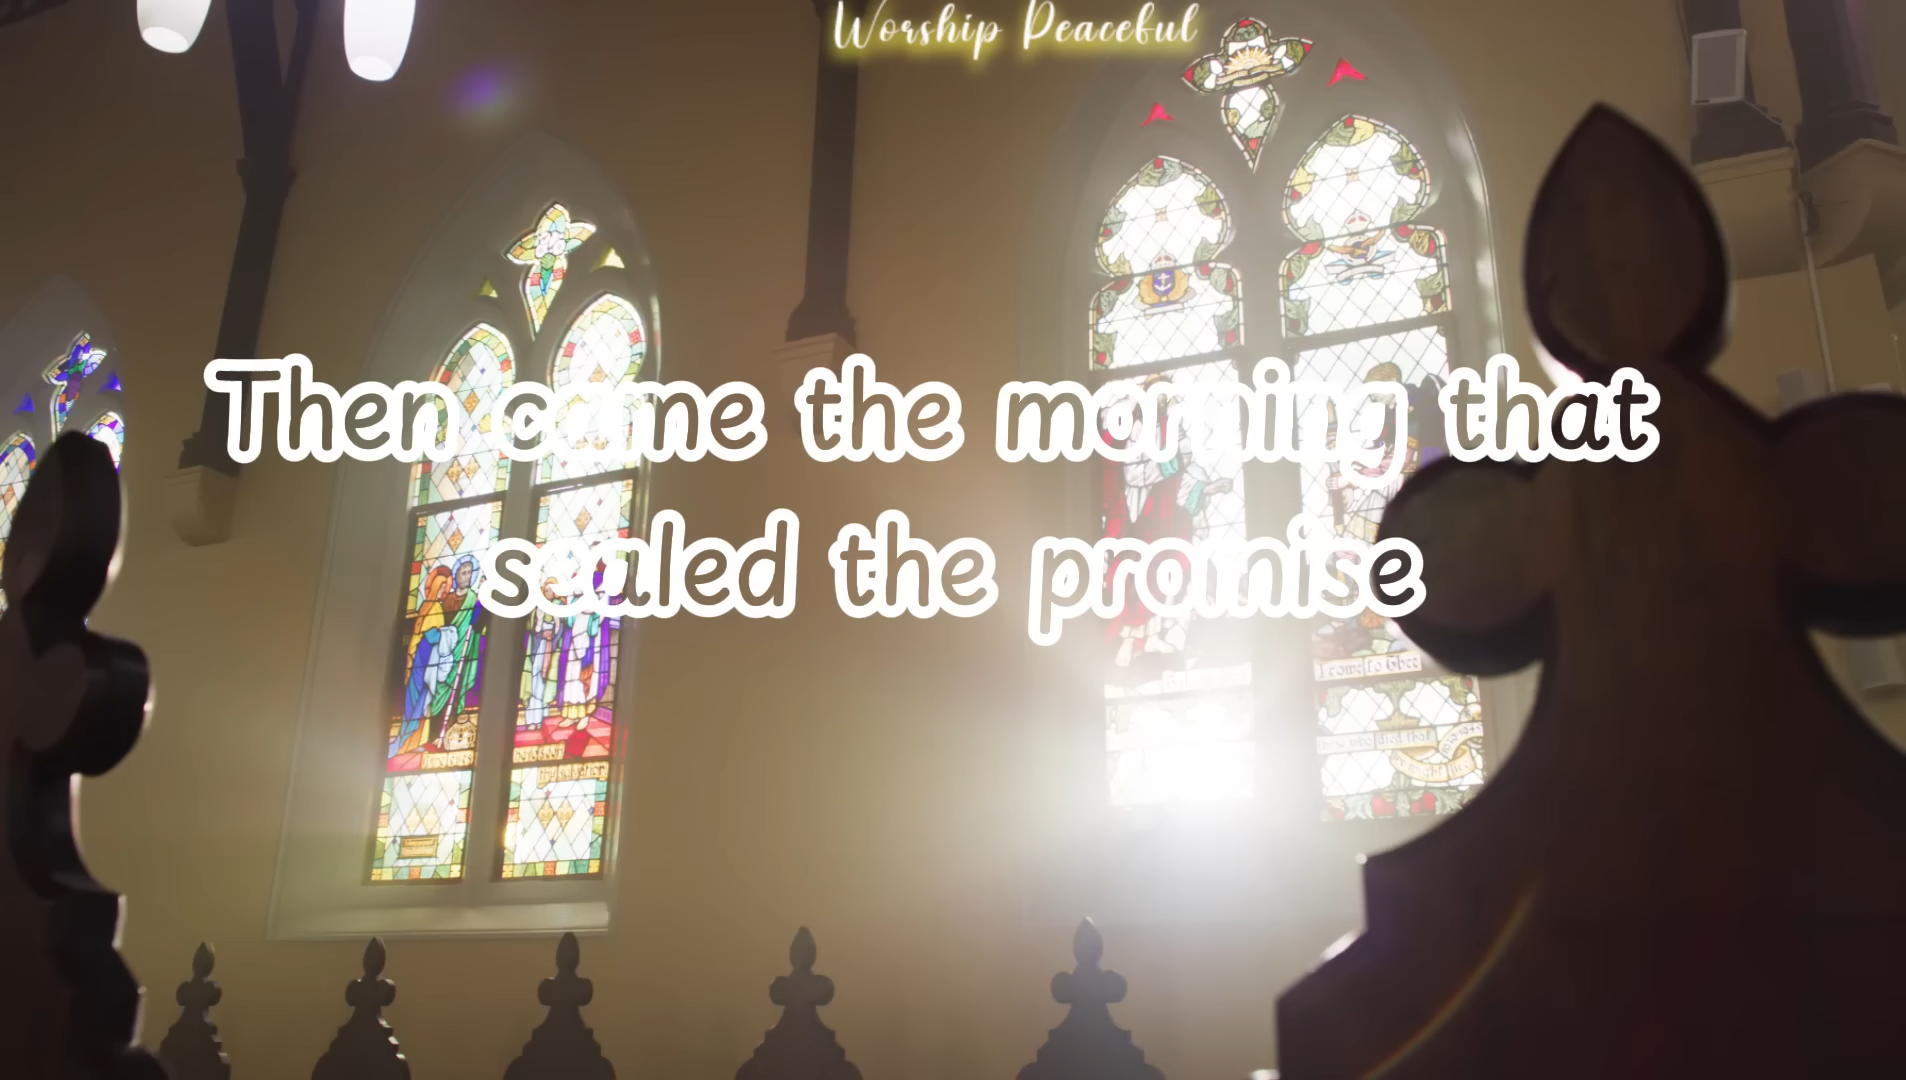 Worship Peaceful
Then came the morning that
sealed the promise